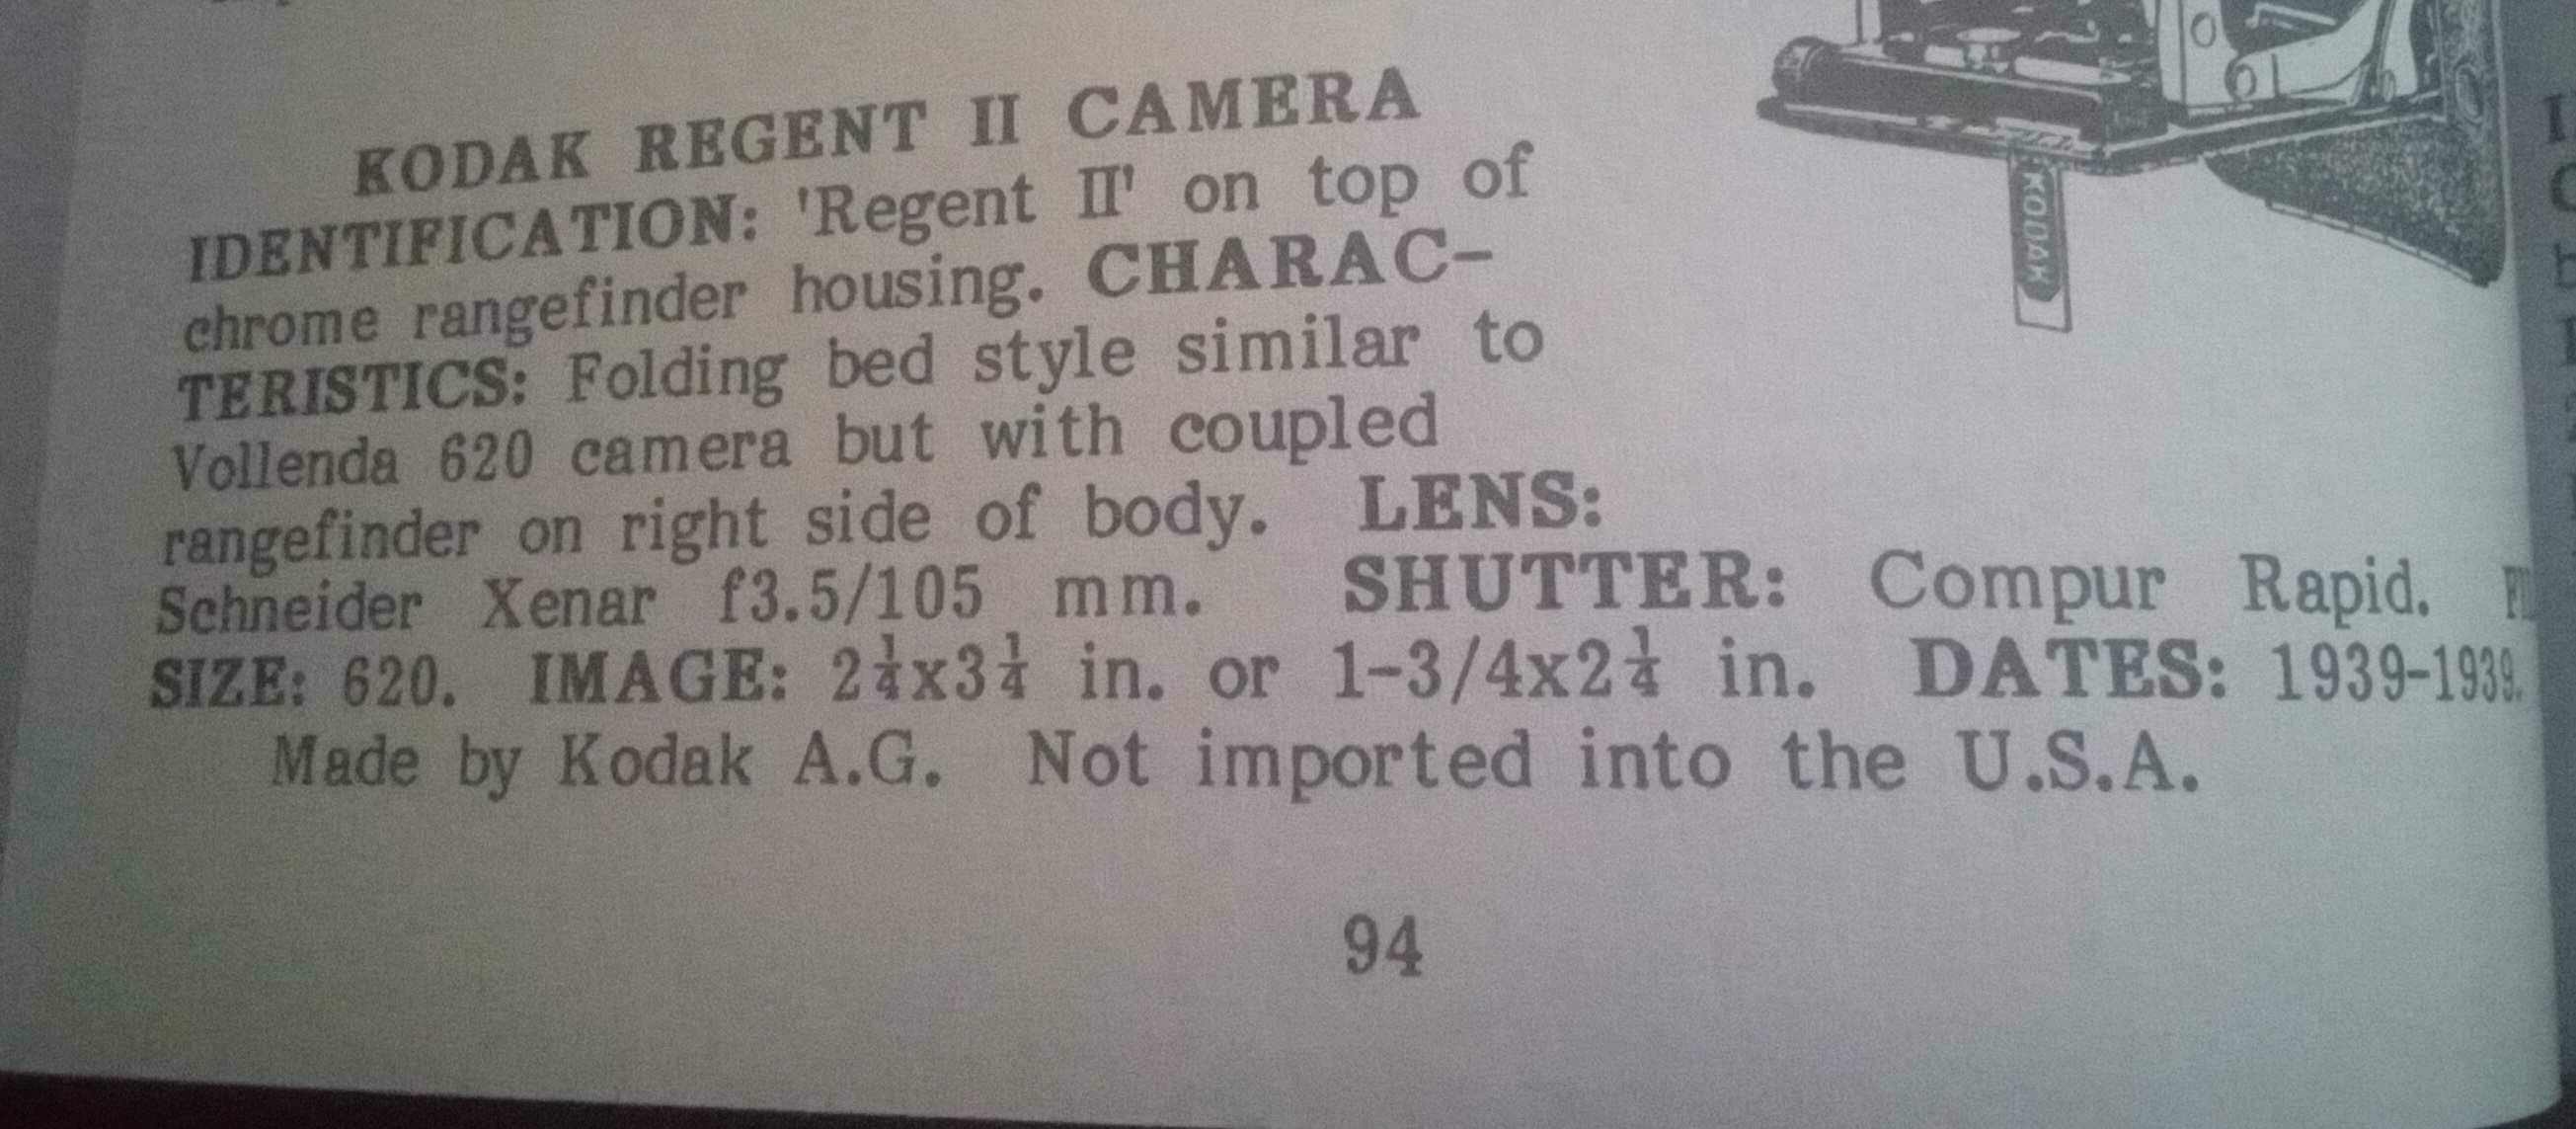 KODAK REGENT II CAMERA
IDENTIFICATION: 'Regent II' on top of
chrome rangefinder housing. CHARAC-
TERISTICS: Folding bed style similar to
Vollenda 620 camera but with coupled
rangefinder on right side of body. LENS:
Schneider Xenar f3.5/105 mm. SHUTTER: Compur Rapid.
SIZE: 620. IMAGE: 2¼x3¼ in. or 1-3/4x2¼ in. DATES: 1939-1939.
Made by Kodak A.G. Not imported into the U.S.A.
94
KODAK